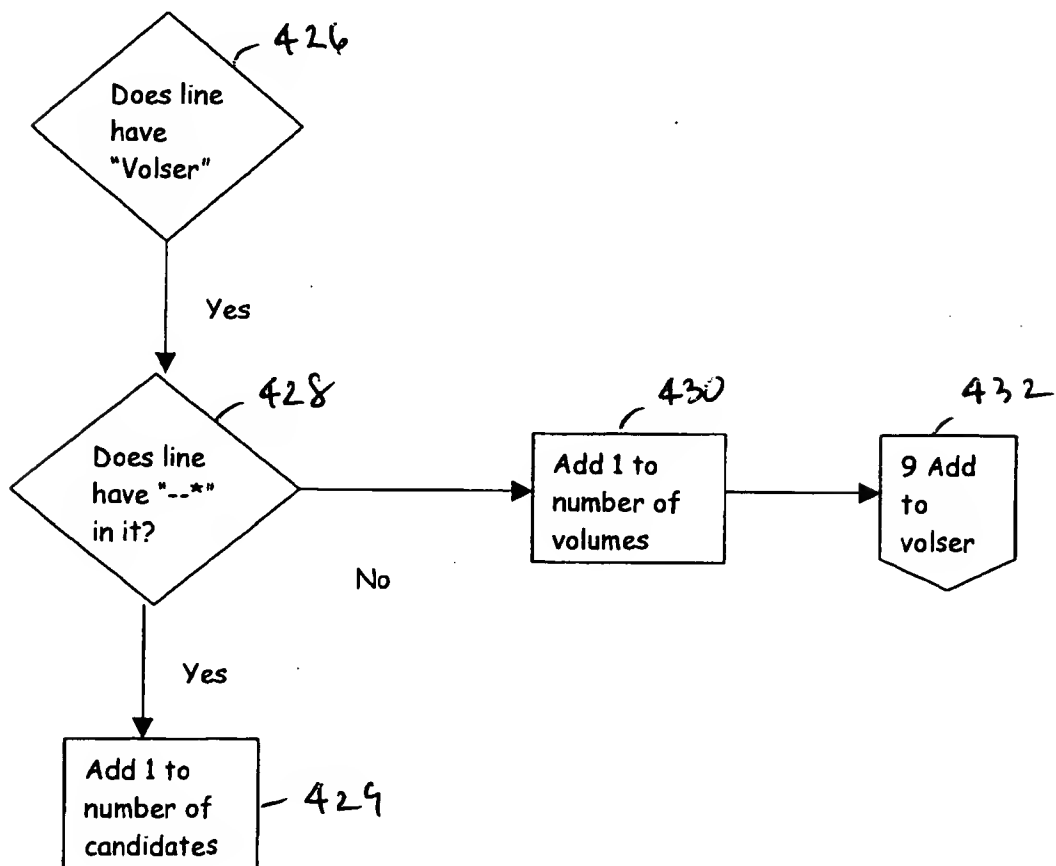 426
Does line
have
"Volser"
Yes
428
Does line
have "--*"
in it?
No
430
Add 1 to
number of
volumes
432
9 Add
to
volser
Yes
Add 1 to
number of
candidates
429